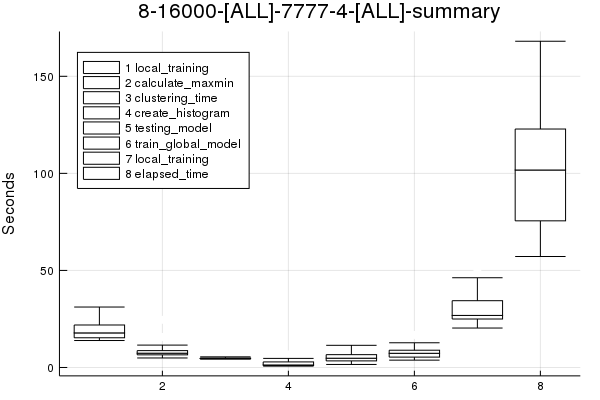 8-16000-[ALL]-7777-4-[ALL]-summary
Seconds
150
100
50
0
1 local_training
2 calculate_maxmin
3 clustering_time
4 create_histogram
5 testing_model
6 train_global_model
7 local_training
8 elapsed_time
2
4
6
8